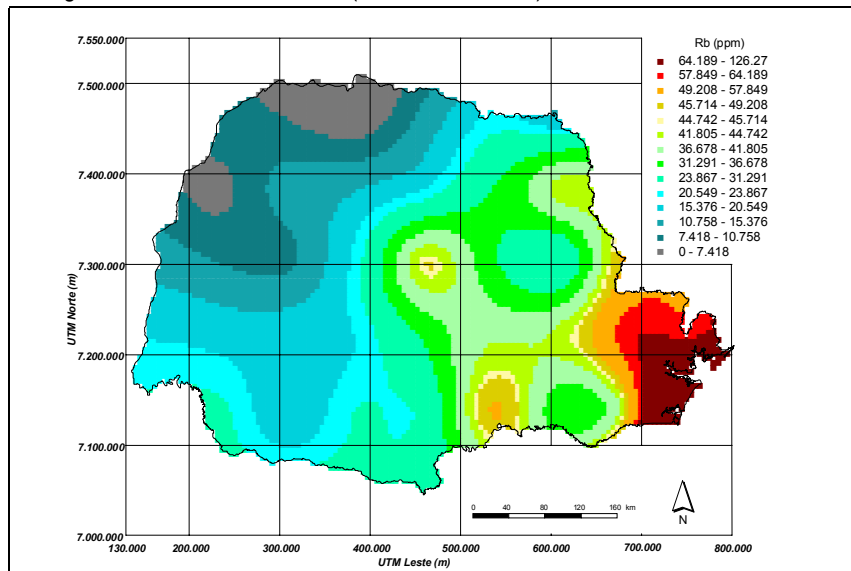 7.550.000
Rb (ppm)
64.189 - 126.27
57.849 - 64.189
49.208 - 57.849
45.714 - 49.208
44.742 - 45.714
41.805 - 44.742
36.678 - 41.805
31.291 - 36.678
23.867 - 31.291
20.549 - 23.867
15.376 - 20.549
10.758 - 15.376
7.418 - 10.758
0 - 7.418
7.500.000
7.400.000
7.300.000
7.200.000
7.100.000
7.000.000
UTM Norte (m)
0 40 80 120 160 km
N
130.000 200.000 300.000 400.000 500.000 600.000 700.000 800.000
UTM Leste (m)